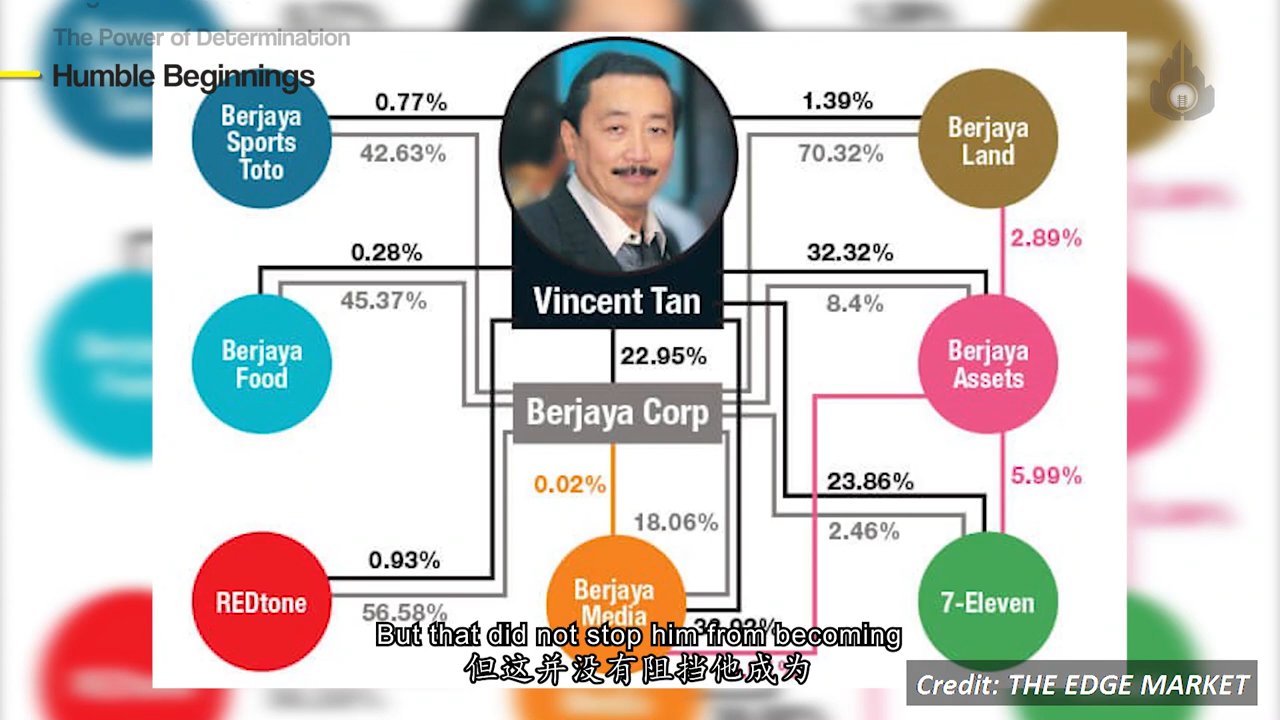 The Power of Determination
Humble Beginnings
0.77%
1.39%
Berjaya
Sports
Toto
42.63%
70.32%
Berjaya
Land
2.89%
0.28%
32.32%
45.37%
Vincent Tan
8.4%
Berjaya
Food
22.95%
Berjaya
Assets
Berjaya Corp
0.02%
18.06%
23.86%
5.99%
2.46%
0.93%
REDtone
56.58%
Berjaya
Media
7-Eleven
But that did not stop him from becoming
但这并没有阻挡他成为
Credit: THE EDGE MARKET